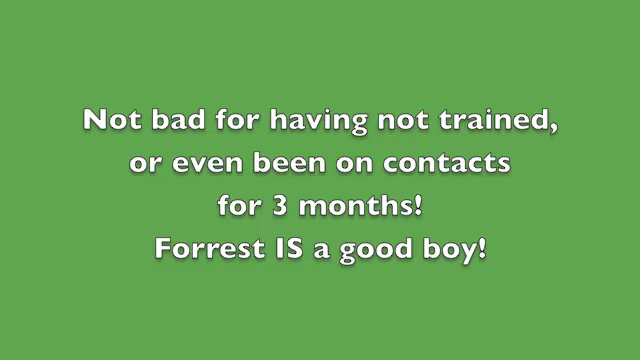 Not bad for having not trained,
or even been on contacts
for 3 months!
Forrest IS a good boy!